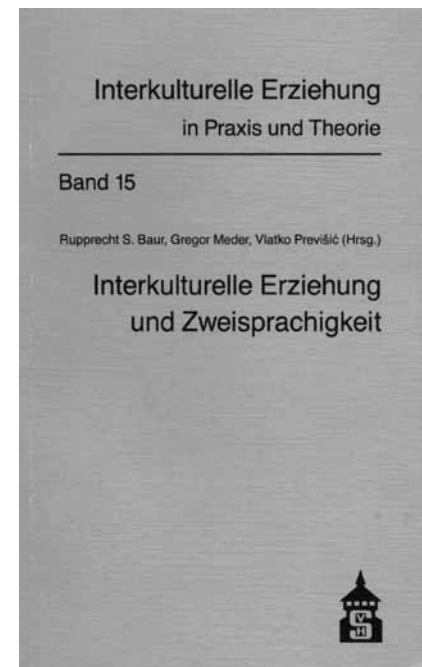 Interkulturelle Erziehung
in Praxis und Theorie
Band 15
Rupprecht S. Baur, Gregor Meder, Vlatko Previšić (Hrsg.)
Interkulturelle Erziehung
und Zweisprachigkeit
V
S
H